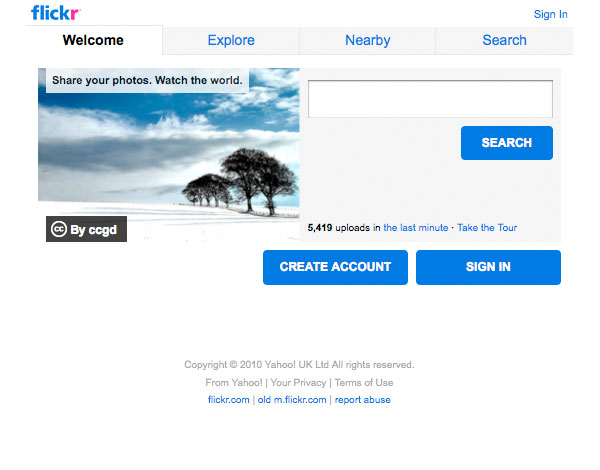 flickr
Sign In
Welcome
Explore
Nearby
Search
Share your photos. Watch the world.
SEARCH
cc By ccgd
5,419 uploads in the last minute · Take the Tour
CREATE ACCOUNT
SIGN IN
Copyright © 2010 Yahoo! UK Ltd All rights reserved.
From Yahoo! | Your Privacy | Terms of Use
flickr.com | old m.flickr.com | report abuse